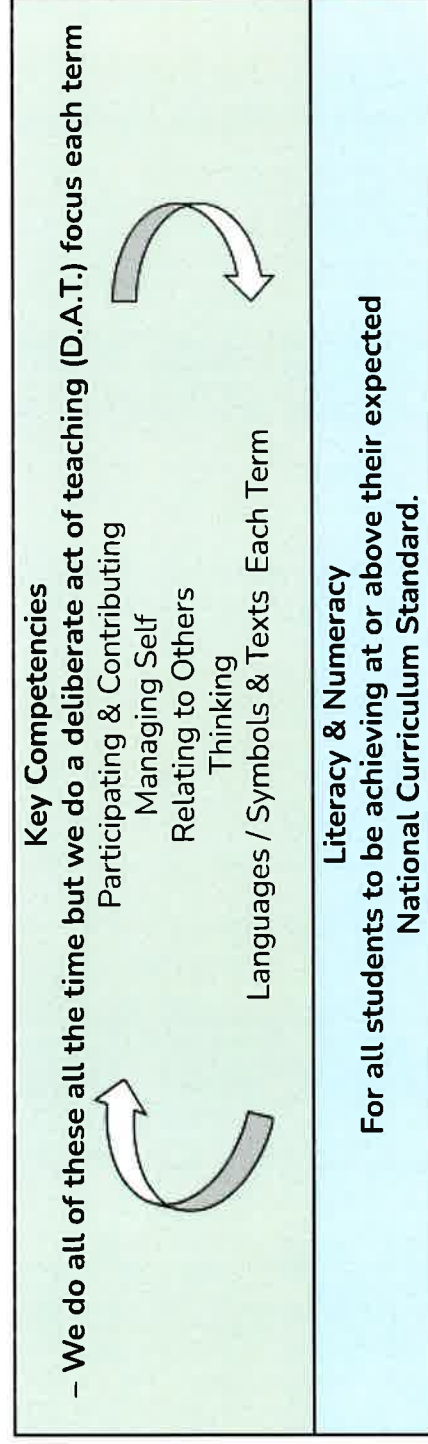 Key Competencies
– We do all of these all the time but we do a deliberate act of teaching (D.A.T.) focus each term
Participating & Contributing
Managing Self
Relating to Others
Thinking
Languages / Symbols & Texts Each Term
Literacy & Numeracy
For all students to be achieving at or above their expected
National Curriculum Standard.